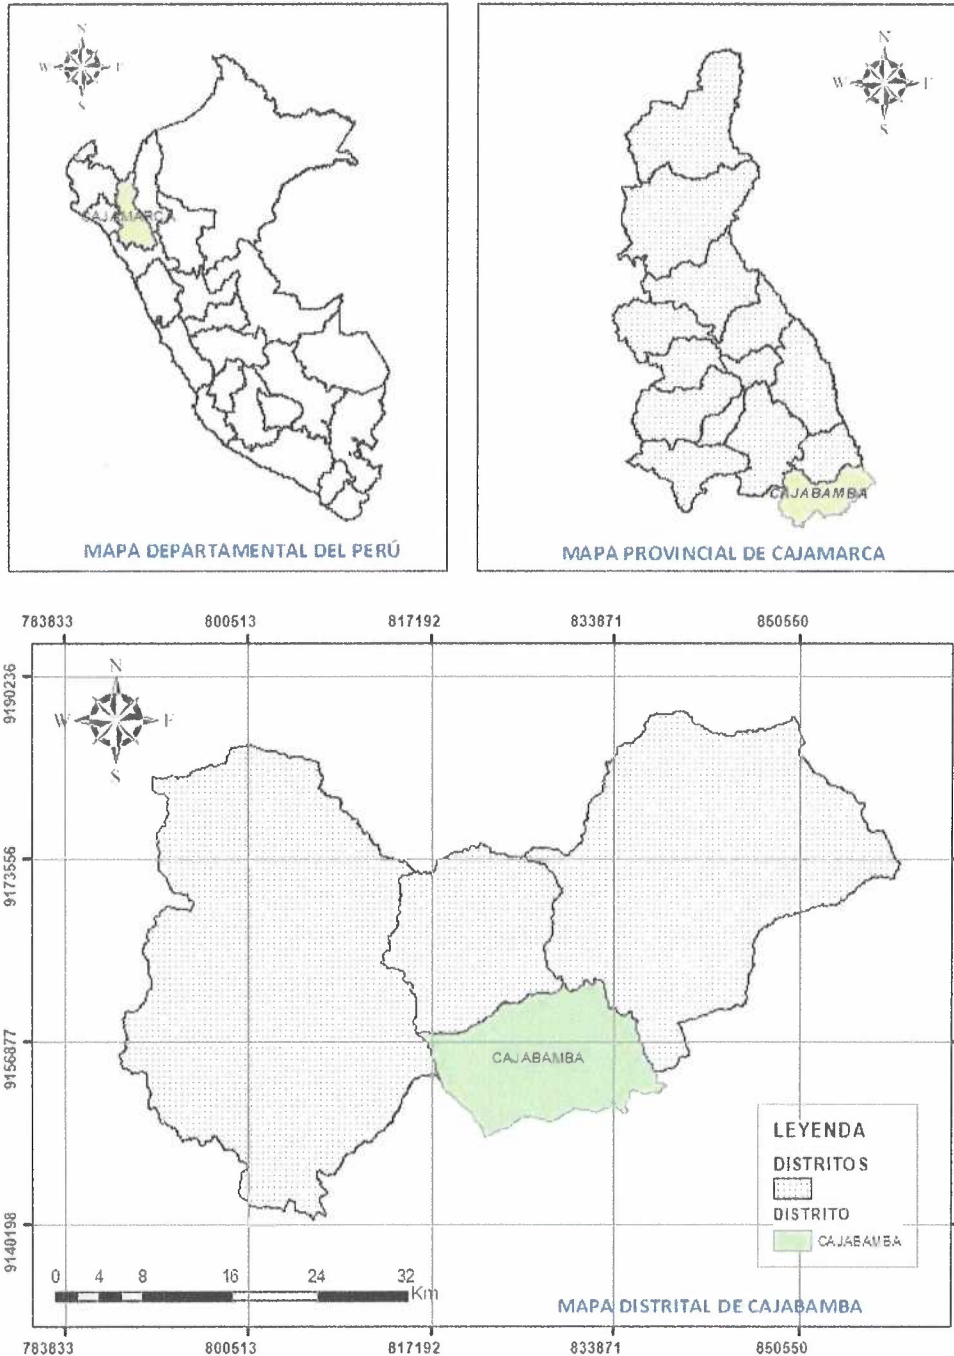 N
W E
S
CAJAMARCA
MAPA DEPARTAMENTAL DEL PERÚ
N
W E
S
CAJABAMBA
MAPA PROVINCIAL DE CAJAMARCA
783833 800513 817192 833871 850550
9190236
9173556
9156877
9140198
N
W E
S
CAJABAMBA
LEYENDA
DISTRITOS
DISTRITO
CAJABAMBA
0 4 8 16 24 32
Km
MAPA DISTRITAL DE CAJABAMBA
783833 800513 817192 833871 850550